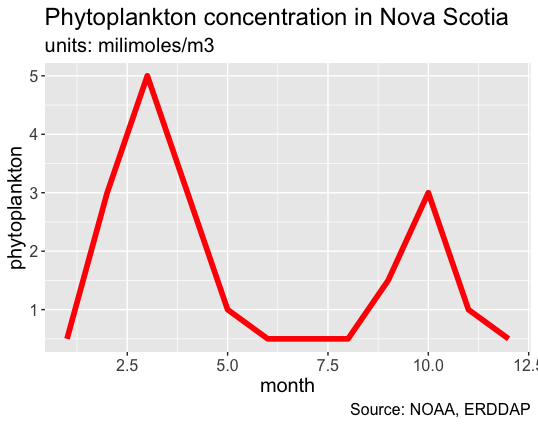 Phytoplankton concentration in Nova Scotia
units: milimoles/m3
phytoplankton
5
4
3
2
1
2.5 5.0 7.5 10.0 12.5
month
Source: NOAA, ERDDAP